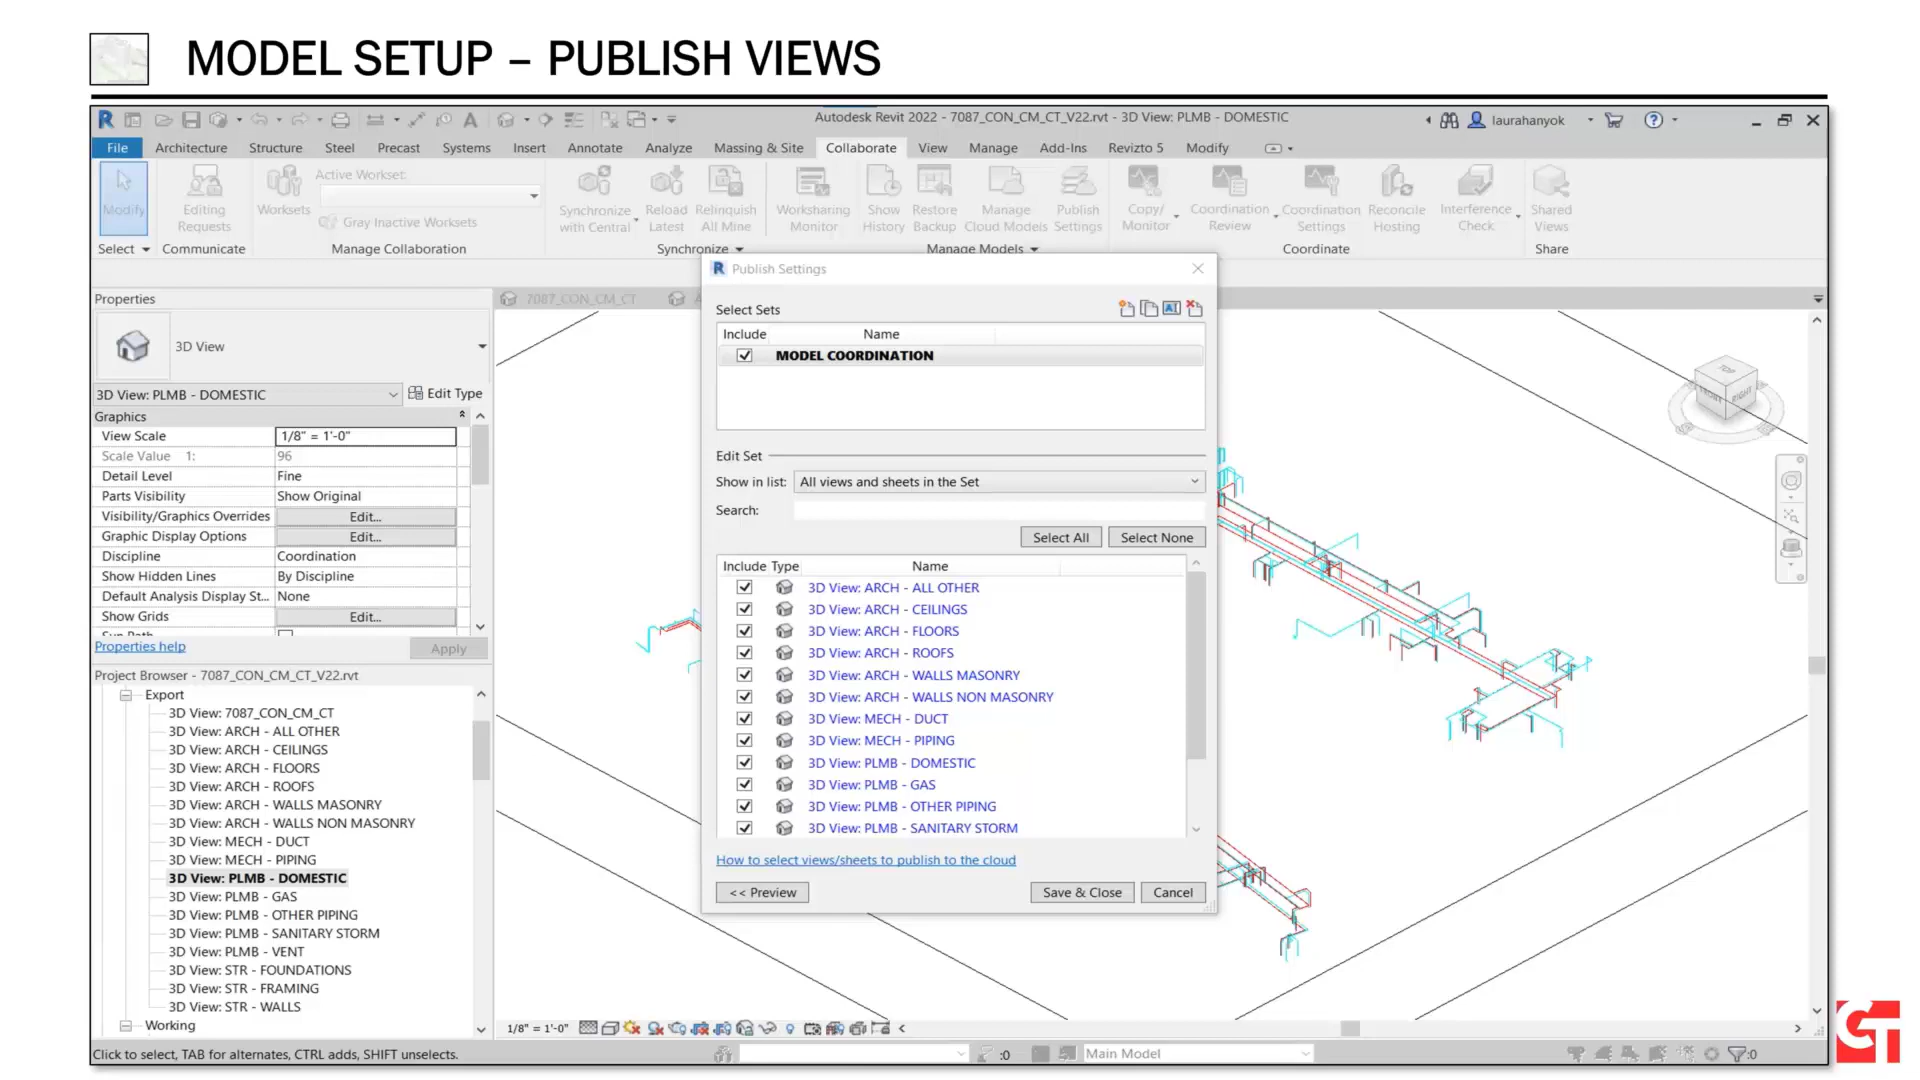 MODEL SETUP – PUBLISH VIEWS
Autodesk Revit 2022 - 7087_CON_CM_CT_V22.rvt - 3D View: PLMB - DOMESTIC
laurahanyok
File Architecture Structure Steel Precast Systems Insert Annotate Analyze Massing & Site Collaborate View Manage Add-Ins Revizto 5 Modify
Modify
Editing Requests
Worksets
Active Workset:
Gray Inactive Worksets
Synchronize with Central
Reload Latest
Relinquish All Mine
Worksharing Monitor
Show History
Restore Backup
Manage Cloud Models
Publish Settings
Copy/ Monitor
Coordination Review
Coordination Settings
Reconcile Hosting
Interference Check
Shared Views
Select Communicate Manage Collaboration Synchronize Manage Models Coordinate Share
Properties
7087_CON_CM_CT
3D View
3D View: PLMB - DOMESTIC
Edit Type
Graphics
View Scale 1/8" = 1'-0"
Scale Value 1: 96
Detail Level Fine
Parts Visibility Show Original
Visibility/Graphics Overrides Edit...
Graphic Display Options Edit...
Discipline Coordination
Show Hidden Lines By Discipline
Default Analysis Display St... None
Show Grids Edit...
Properties help
Apply
Project Browser - 7087_CON_CM_CT_V22.rvt
Export
3D View: 7087_CON_CM_CT
3D View: ARCH - ALL OTHER
3D View: ARCH - CEILINGS
3D View: ARCH - FLOORS
3D View: ARCH - ROOFS
3D View: ARCH - WALLS MASONRY
3D View: ARCH - WALLS NON MASONRY
3D View: MECH - DUCT
3D View: MECH - PIPING
3D View: PLMB - DOMESTIC
3D View: PLMB - GAS
3D View: PLMB - OTHER PIPING
3D View: PLMB - SANITARY STORM
3D View: PLMB - VENT
3D View: STR - FOUNDATIONS
3D View: STR - FRAMING
3D View: STR - WALLS
Working
Publish Settings
Select Sets
Include Name
MODEL COORDINATION
Edit Set
Show in list: All views and sheets in the Set
Search:
Select All Select None
Include Type Name
3D View: ARCH - ALL OTHER
3D View: ARCH - CEILINGS
3D View: ARCH - FLOORS
3D View: ARCH - ROOFS
3D View: ARCH - WALLS MASONRY
3D View: ARCH - WALLS NON MASONRY
3D View: MECH - DUCT
3D View: MECH - PIPING
3D View: PLMB - DOMESTIC
3D View: PLMB - GAS
3D View: PLMB - OTHER PIPING
3D View: PLMB - SANITARY STORM
How to select views/sheets to publish to the cloud
<< Preview Save & Close Cancel
TOP
FRONT
RIGHT
1/8" = 1'-0"
Click to select, TAB for alternates, CTRL adds, SHIFT unselects.
:0
Main Model
:0